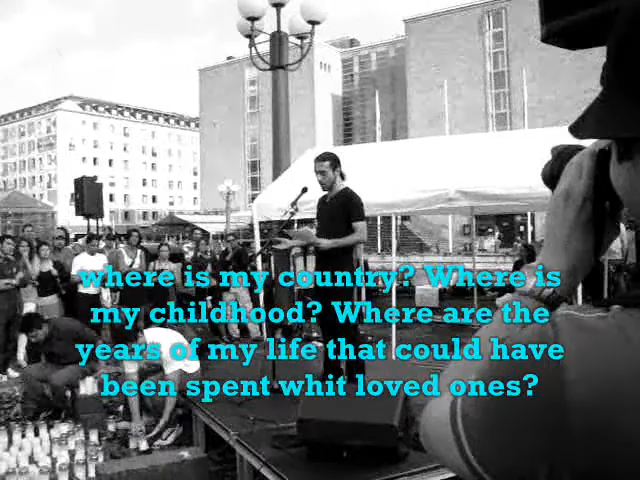 where is my country? Where is
my childhood? Where are the
years of my life that could have
been spent whit loved ones?